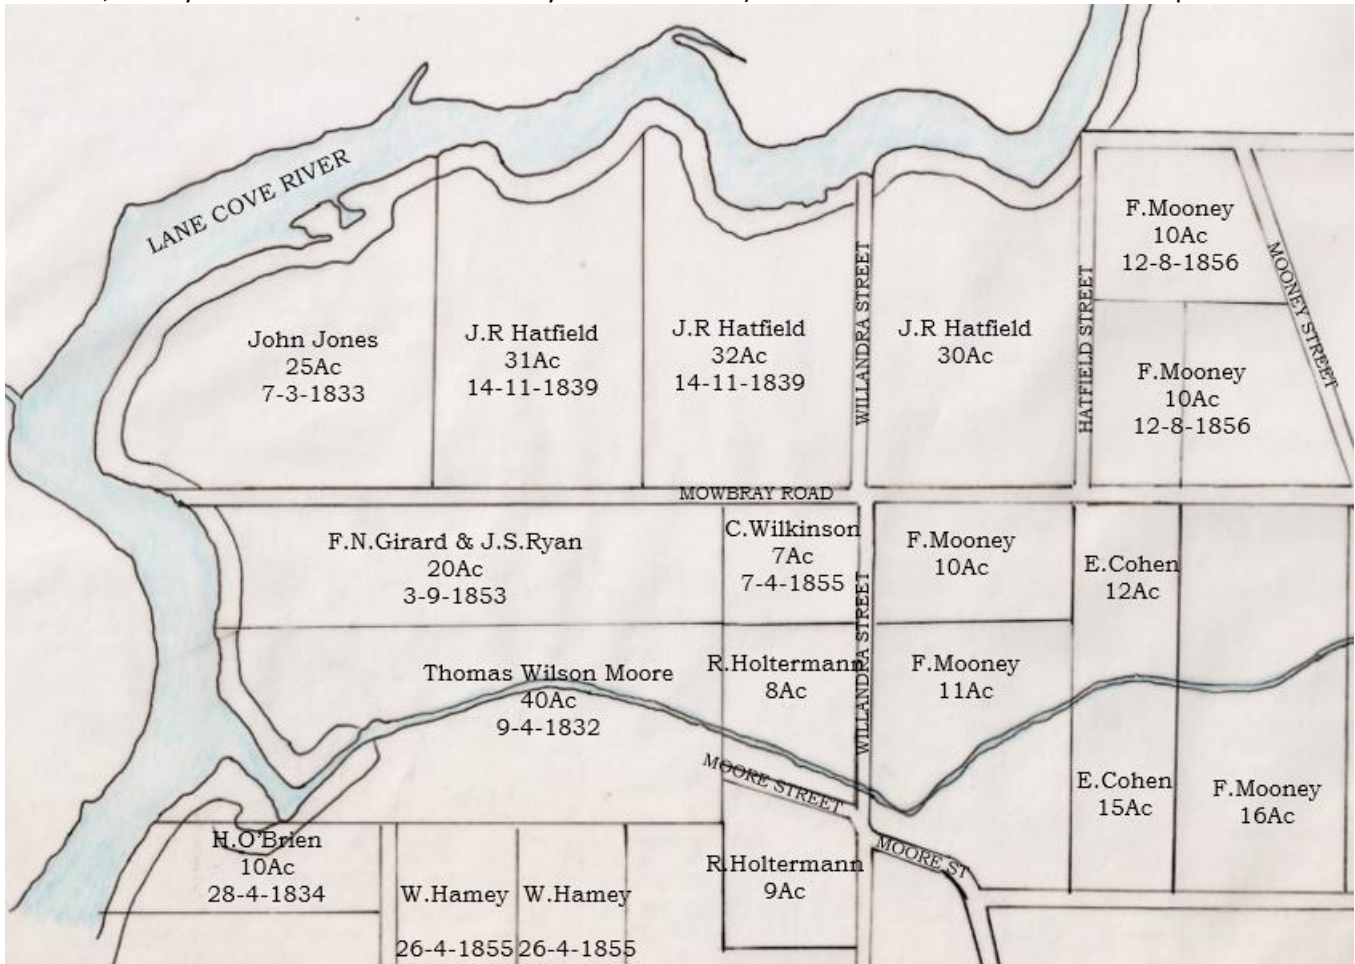 LANE COVE RIVER
F.Mooney
10Ac
12-8-1856
MOONEY STREET
John Jones
25Ac
7-3-1833
J.R Hatfield
31Ac
14-11-1839
J.R Hatfield
32Ac
14-11-1839
WILLANDRA STREET
J.R Hatfield
30Ac
HATFIELD STREET
F.Mooney
10Ac
12-8-1856
MOWBRAY ROAD
F.N.Girard & J.S.Ryan
20Ac
3-9-1853
C.Wilkinson
7Ac
7-4-1855
F.Mooney
10Ac
E.Cohen
12Ac
Thomas Wilson Moore
40Ac
9-4-1832
R.Holtermann
8Ac
WILLANDRA STREET
F.Mooney
11Ac
MOORE STREET
E.Cohen
15Ac
F.Mooney
16Ac
H.O'Brien
10Ac
28-4-1834
W.Hamey
26-4-1855
W.Hamey
26-4-1855
R.Holtermann
9Ac
MOORE ST